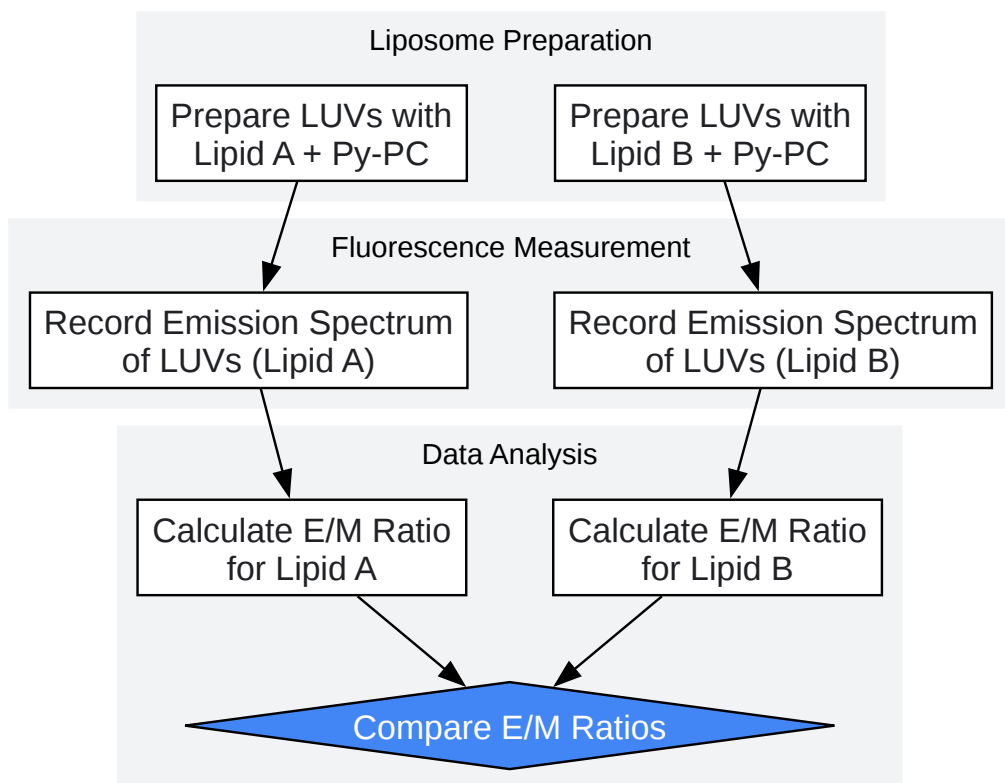 Liposome Preparation
Prepare LUVs with
Lipid A + Py-PC
Prepare LUVs with
Lipid B + Py-PC
Fluorescence Measurement
Record Emission Spectrum
of LUVs (Lipid A)
Record Emission Spectrum
of LUVs (Lipid B)
Data Analysis
Calculate E/M Ratio
for Lipid A
Calculate E/M Ratio
for Lipid B
Compare E/M Ratios